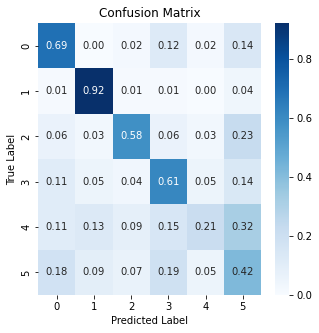 Confusion Matrix
0 0.69 0.00 0.02 0.12 0.02 0.14
1 0.01 0.92 0.01 0.01 0.00 0.04
2 0.06 0.03 0.58 0.06 0.03 0.23
3 0.11 0.05 0.04 0.61 0.05 0.14
4 0.11 0.13 0.09 0.15 0.21 0.32
5 0.18 0.09 0.07 0.19 0.05 0.42
0 1 2 3 4 5
True Label
Predicted Label
0.8
0.6
0.4
0.2
0.0